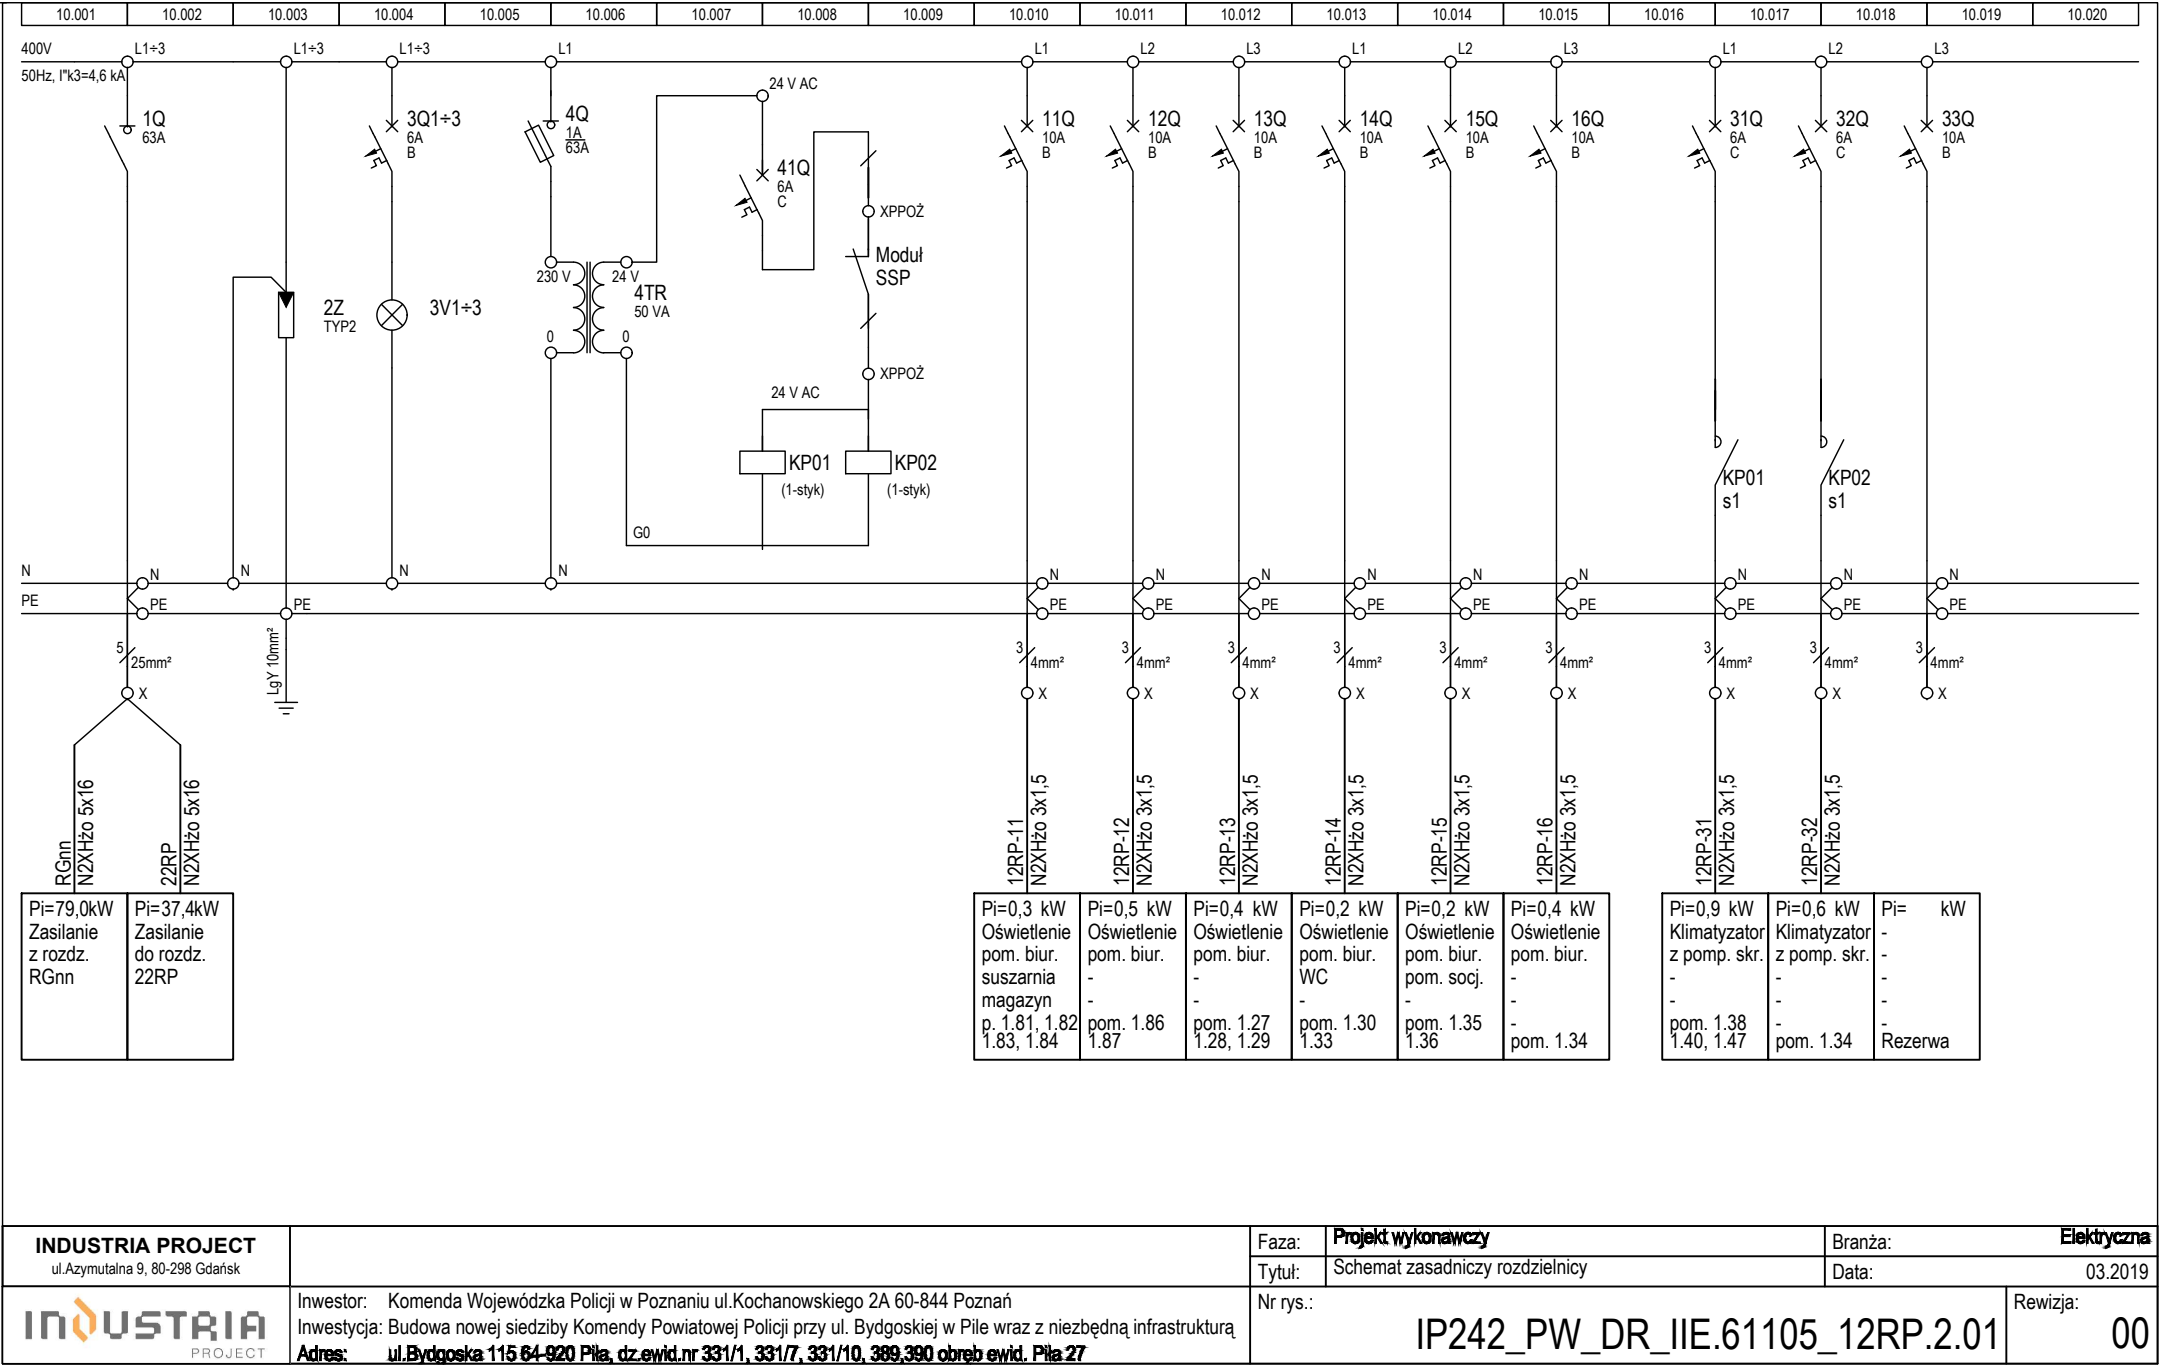 10.001 10.002 10.003 10.004 10.005 10.006 10.007 10.008 10.009 10.010 10.011 10.012 10.013 10.014 10.015 10.016 10.017 10.018 10.019 10.020
400V L1÷3 L1÷3 L1÷3 L1 L1 L2 L3 L1 L2 L3 L1 L2 L3
50Hz, I"k3=4,6 kA
24 V AC
1Q
63A
3Q1÷3
6A
B
4Q
1A
63A
41Q
6A
C
11Q
10A
B
12Q
10A
B
13Q
10A
B
14Q
10A
B
15Q
10A
B
16Q
10A
B
31Q
6A
C
32Q
6A
C
33Q
10A
B
XPPOŻ
Moduł
SSP
230 V
24 V
4TR
50 VA
0 0
2Z
TYP2
3V1÷3
XPPOŻ
24 V AC
KP01
(1-styk)
KP02
(1-styk)
KP01
s1
KP02
s1
G0
N N N N N N N N N N N N N N
PE PE PE PE PE PE PE PE PE PE PE PE
LgY 10mm²
5 25mm²
3 4mm² 3 4mm² 3 4mm² 3 4mm² 3 4mm² 3 4mm² 3 4mm² 3 4mm² 3 4mm²
X X X X X X X X X X
RGnn
N2XHżo 5x16
22RP
N2XHżo 5x16
12RP-11
N2XHżo 3x1,5
12RP-12
N2XHżo 3x1,5
12RP-13
N2XHżo 3x1,5
12RP-14
N2XHżo 3x1,5
12RP-15
N2XHżo 3x1,5
12RP-16
N2XHżo 3x1,5
12RP-31
N2XHżo 3x1,5
12RP-32
N2XHżo 3x1,5
Pi=79,0kW
Zasilanie
z rozdz.
RGnn
Pi=37,4kW
Zasilanie
do rozdz.
22RP
Pi=0,3 kW
Oświetlenie
pom. biur.
suszarnia
magazyn
p. 1.81, 1.82
1.83, 1.84
Pi=0,5 kW
Oświetlenie
pom. biur.
-
-
pom. 1.86
1.87
Pi=0,4 kW
Oświetlenie
pom. biur.
-
-
pom. 1.27
1.28, 1.29
Pi=0,2 kW
Oświetlenie
pom. biur.
WC
-
pom. 1.30
1.33
Pi=0,2 kW
Oświetlenie
pom. biur.
pom. socj.
-
pom. 1.35
1.36
Pi=0,4 kW
Oświetlenie
pom. biur.
-
-
-
pom. 1.34
Pi=0,9 kW
Klimatyzator
z pomp. skr.
-
-
pom. 1.38
1.40, 1.47
Pi=0,6 kW
Klimatyzator
z pomp. skr.
-
-
-
pom. 1.34
Pi= kW
-
-
-
-
-
Rezerwa
INDUSTRIA PROJECT
ul.Azymutalna 9, 80-298 Gdańsk
INDUSTRIA
PROJECT
Inwestor: Komenda Wojewódzka Policji w Poznaniu ul.Kochanowskiego 2A 60-844 Poznań
Inwestycja: Budowa nowej siedziby Komendy Powiatowej Policji przy ul. Bydgoskiej w Pile wraz z niezbędną infrastrukturą
Adres: ul.Bydgoska 115 64-920 Piła, dz.ewid.nr 331/1, 331/7, 331/10, 389,390 obręb ewid. Piła 27
Faza: Projekt wykonawczy
Branża: Elektryczna
Tytuł: Schemat zasadniczy rozdzielnicy
Data: 03.2019
Nr rys.: IP242_PW_DR_IIE.61105_12RP.2.01
Rewizja: 00